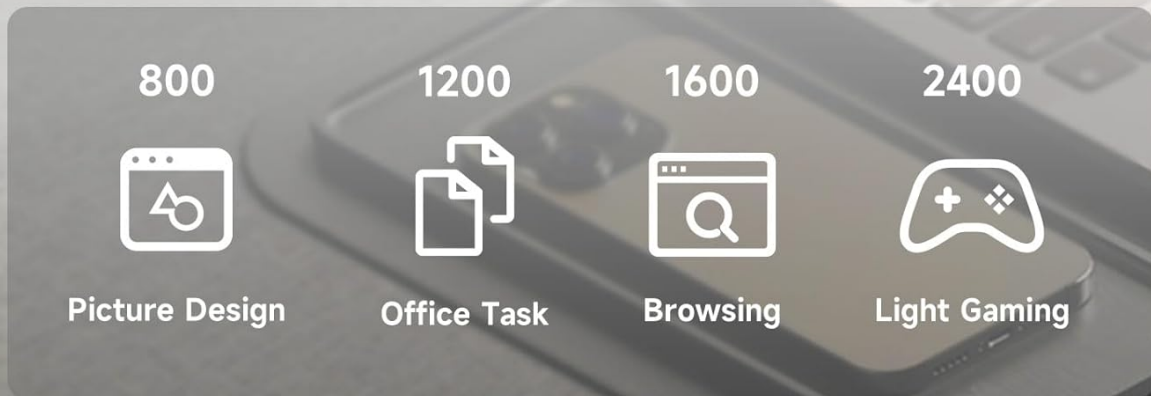 800
1200
1600
2400
Picture Design
Office Task
Browsing
Light Gaming